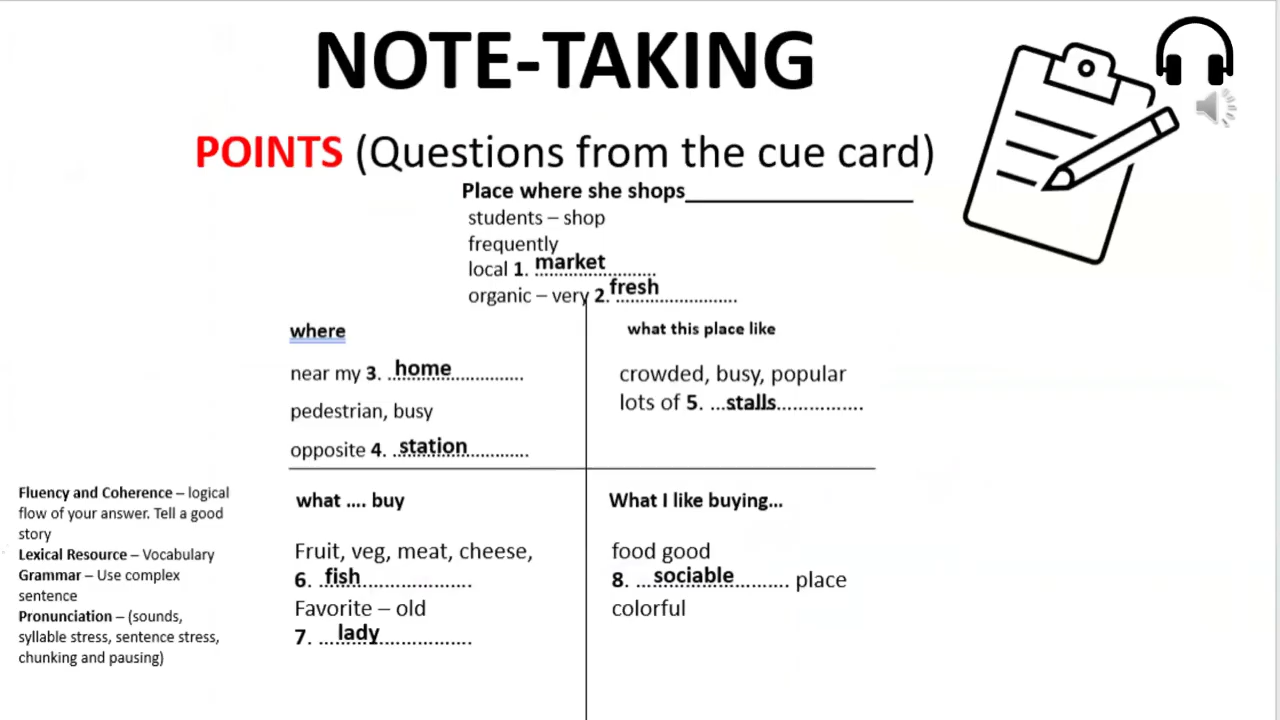 NOTE-TAKING
POINTS (Questions from the cue card)
Place where she shops____________________
students – shop
frequently
local 1. market
organic – very 2. fresh
where
near my 3. home
pedestrian, busy
opposite 4. station
what this place like
crowded, busy, popular
lots of 5. ...stalls................
what .... buy
Fruit, veg, meat, cheese,
6. fish
Favorite – old
7. ...lady................
What I like buying...
food good
8. ...sociable.......... place
colorful
Fluency and Coherence – logical
flow of your answer. Tell a good
story
Lexical Resource – Vocabulary
Grammar – Use complex
sentence
Pronunciation – (sounds,
syllable stress, sentence stress,
chunking and pausing)